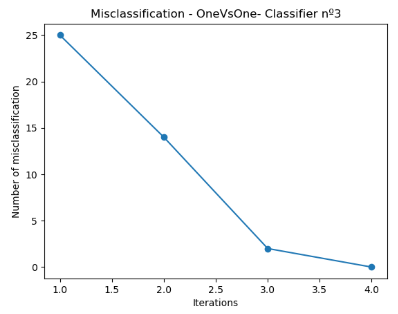 Misclassification - OneVsOne- Classifier nº3
Number of misclassification
25
20
15
10
5
0
1.0 1.5 2.0 2.5 3.0 3.5 4.0
Iterations